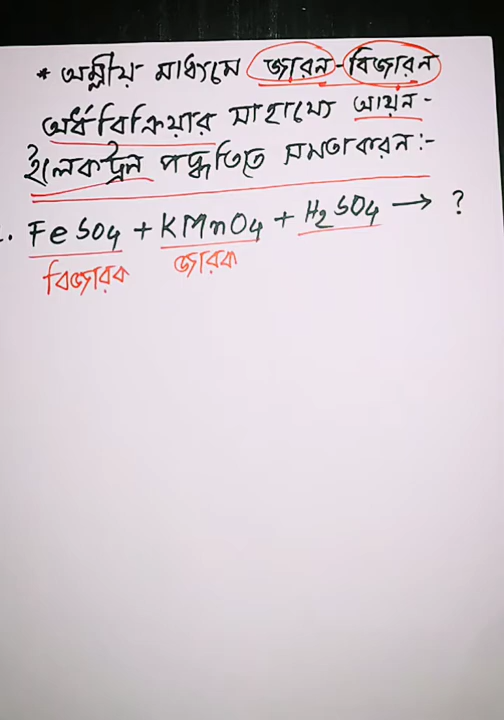 * অম্লীয় মাধ্যমে জারন-বিজারন
অর্ধবিক্রিয়ার সাহায্যে আয়ন-
ইলেকট্রন পদ্ধতিতে সমতাকরন:-
FeSO4 + KMnO4 + H2SO4 → ?
বিজারক জারক